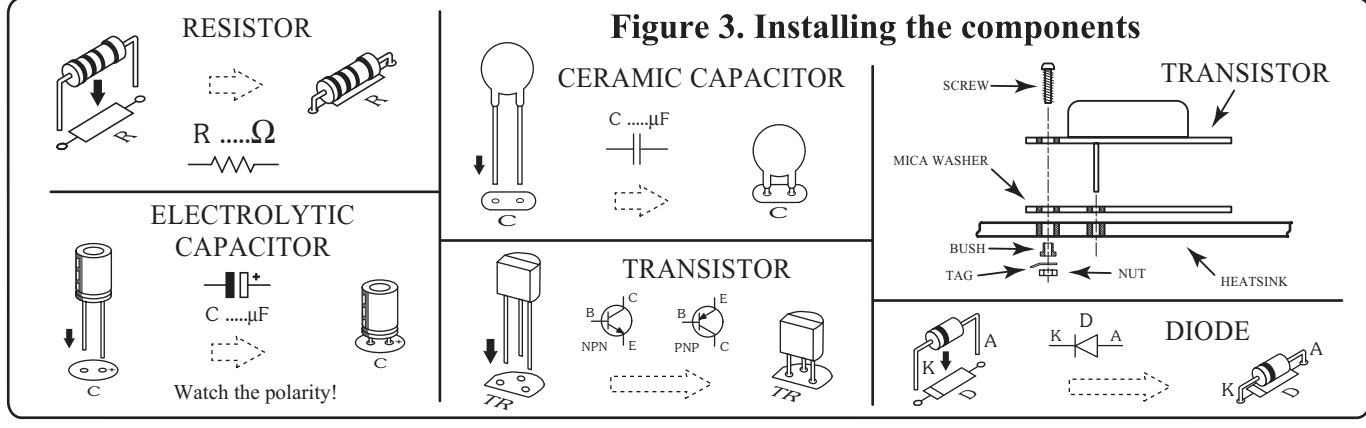 Figure 3. Installing the components
RESISTOR
R
R
R .....Ω
ELECTROLYTIC
CAPACITOR
+
C .....µF
+
C
+
C
Watch the polarity!
CERAMIC CAPACITOR
C .....µF
C
C
TRANSISTOR
C
B
E
NPN
E
B
C
PNP
TR
TR
TRANSISTOR
SCREW
MICA WASHER
BUSH
TAG
NUT
HEATSINK
DIODE
D
K A
A
K
D
A
K
D